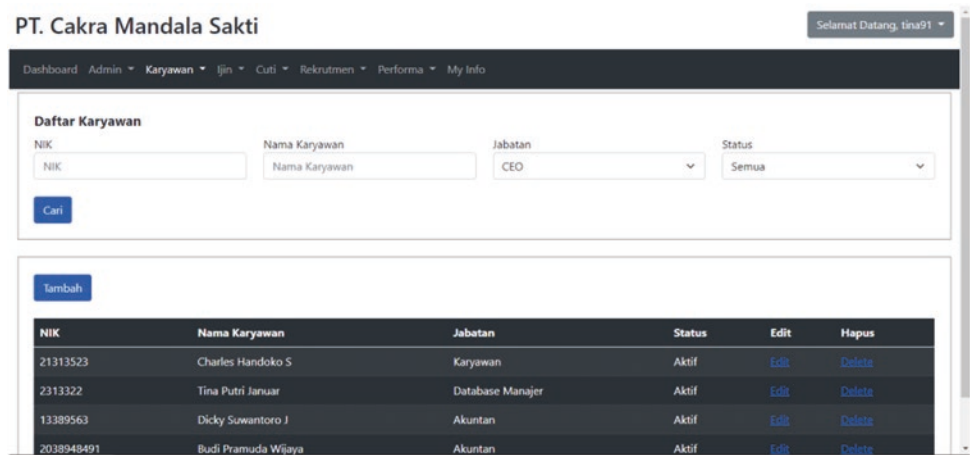 PT. Cakra Mandala Sakti
Selamat Datang, tina91
Dashboard Admin Karyawan Ijin Cuti Rekrutmen Performa My Info
Daftar Karyawan
NIK Nama Karyawan Jabatan Status
NIK Nama Karyawan CEO Semua
Cari
Tambah
NIK Nama Karyawan Jabatan Status Edit Hapus
21313523 Charles Handoko S Karyawan Aktif Edit Delete
2313322 Tina Putri Januar Database Manajer Aktif Edit Delete
13389563 Dicky Suwantoro J Akuntan Aktif Edit Delete
2038948491 Budi Pramuda Wijaya Akuntan Aktif Edit Delete